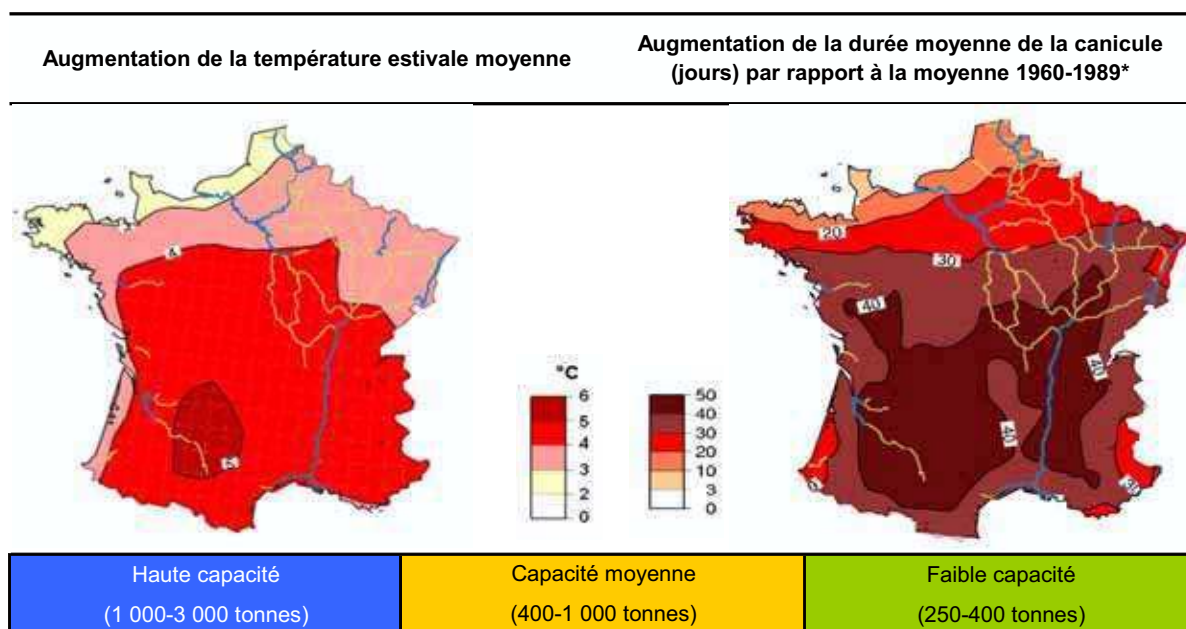 Augmentation de la température estivale moyenne
Augmentation de la durée moyenne de la canicule
(jours) par rapport à la moyenne 1960-1989*
4
5
°C
6
5
4
3
2
0
50
40
30
20
10
3
0
20
30
40
40
40
30
Haute capacité
(1 000-3 000 tonnes)
Capacité moyenne
(400-1 000 tonnes)
Faible capacité
(250-400 tonnes)